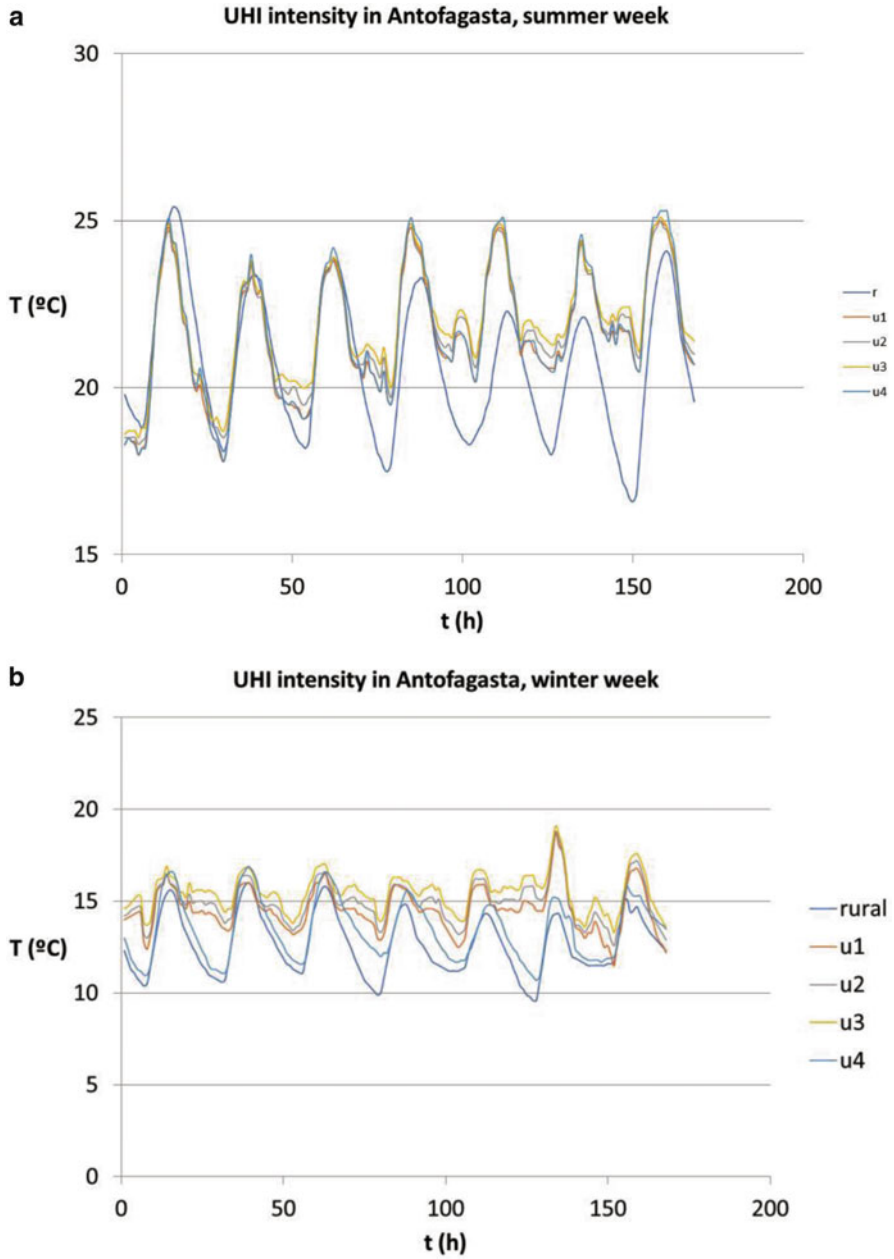 a
UHI intensity in Antofagasta, summer week
30
25
20
15
T (ºC)
0 50 100 150 200
t (h)
r
u1
u2
u3
u4
b
UHI intensity in Antofagasta, winter week
25
20
15
10
5
0
T (ºC)
0 50 100 150 200
t (h)
rural
u1
u2
u3
u4